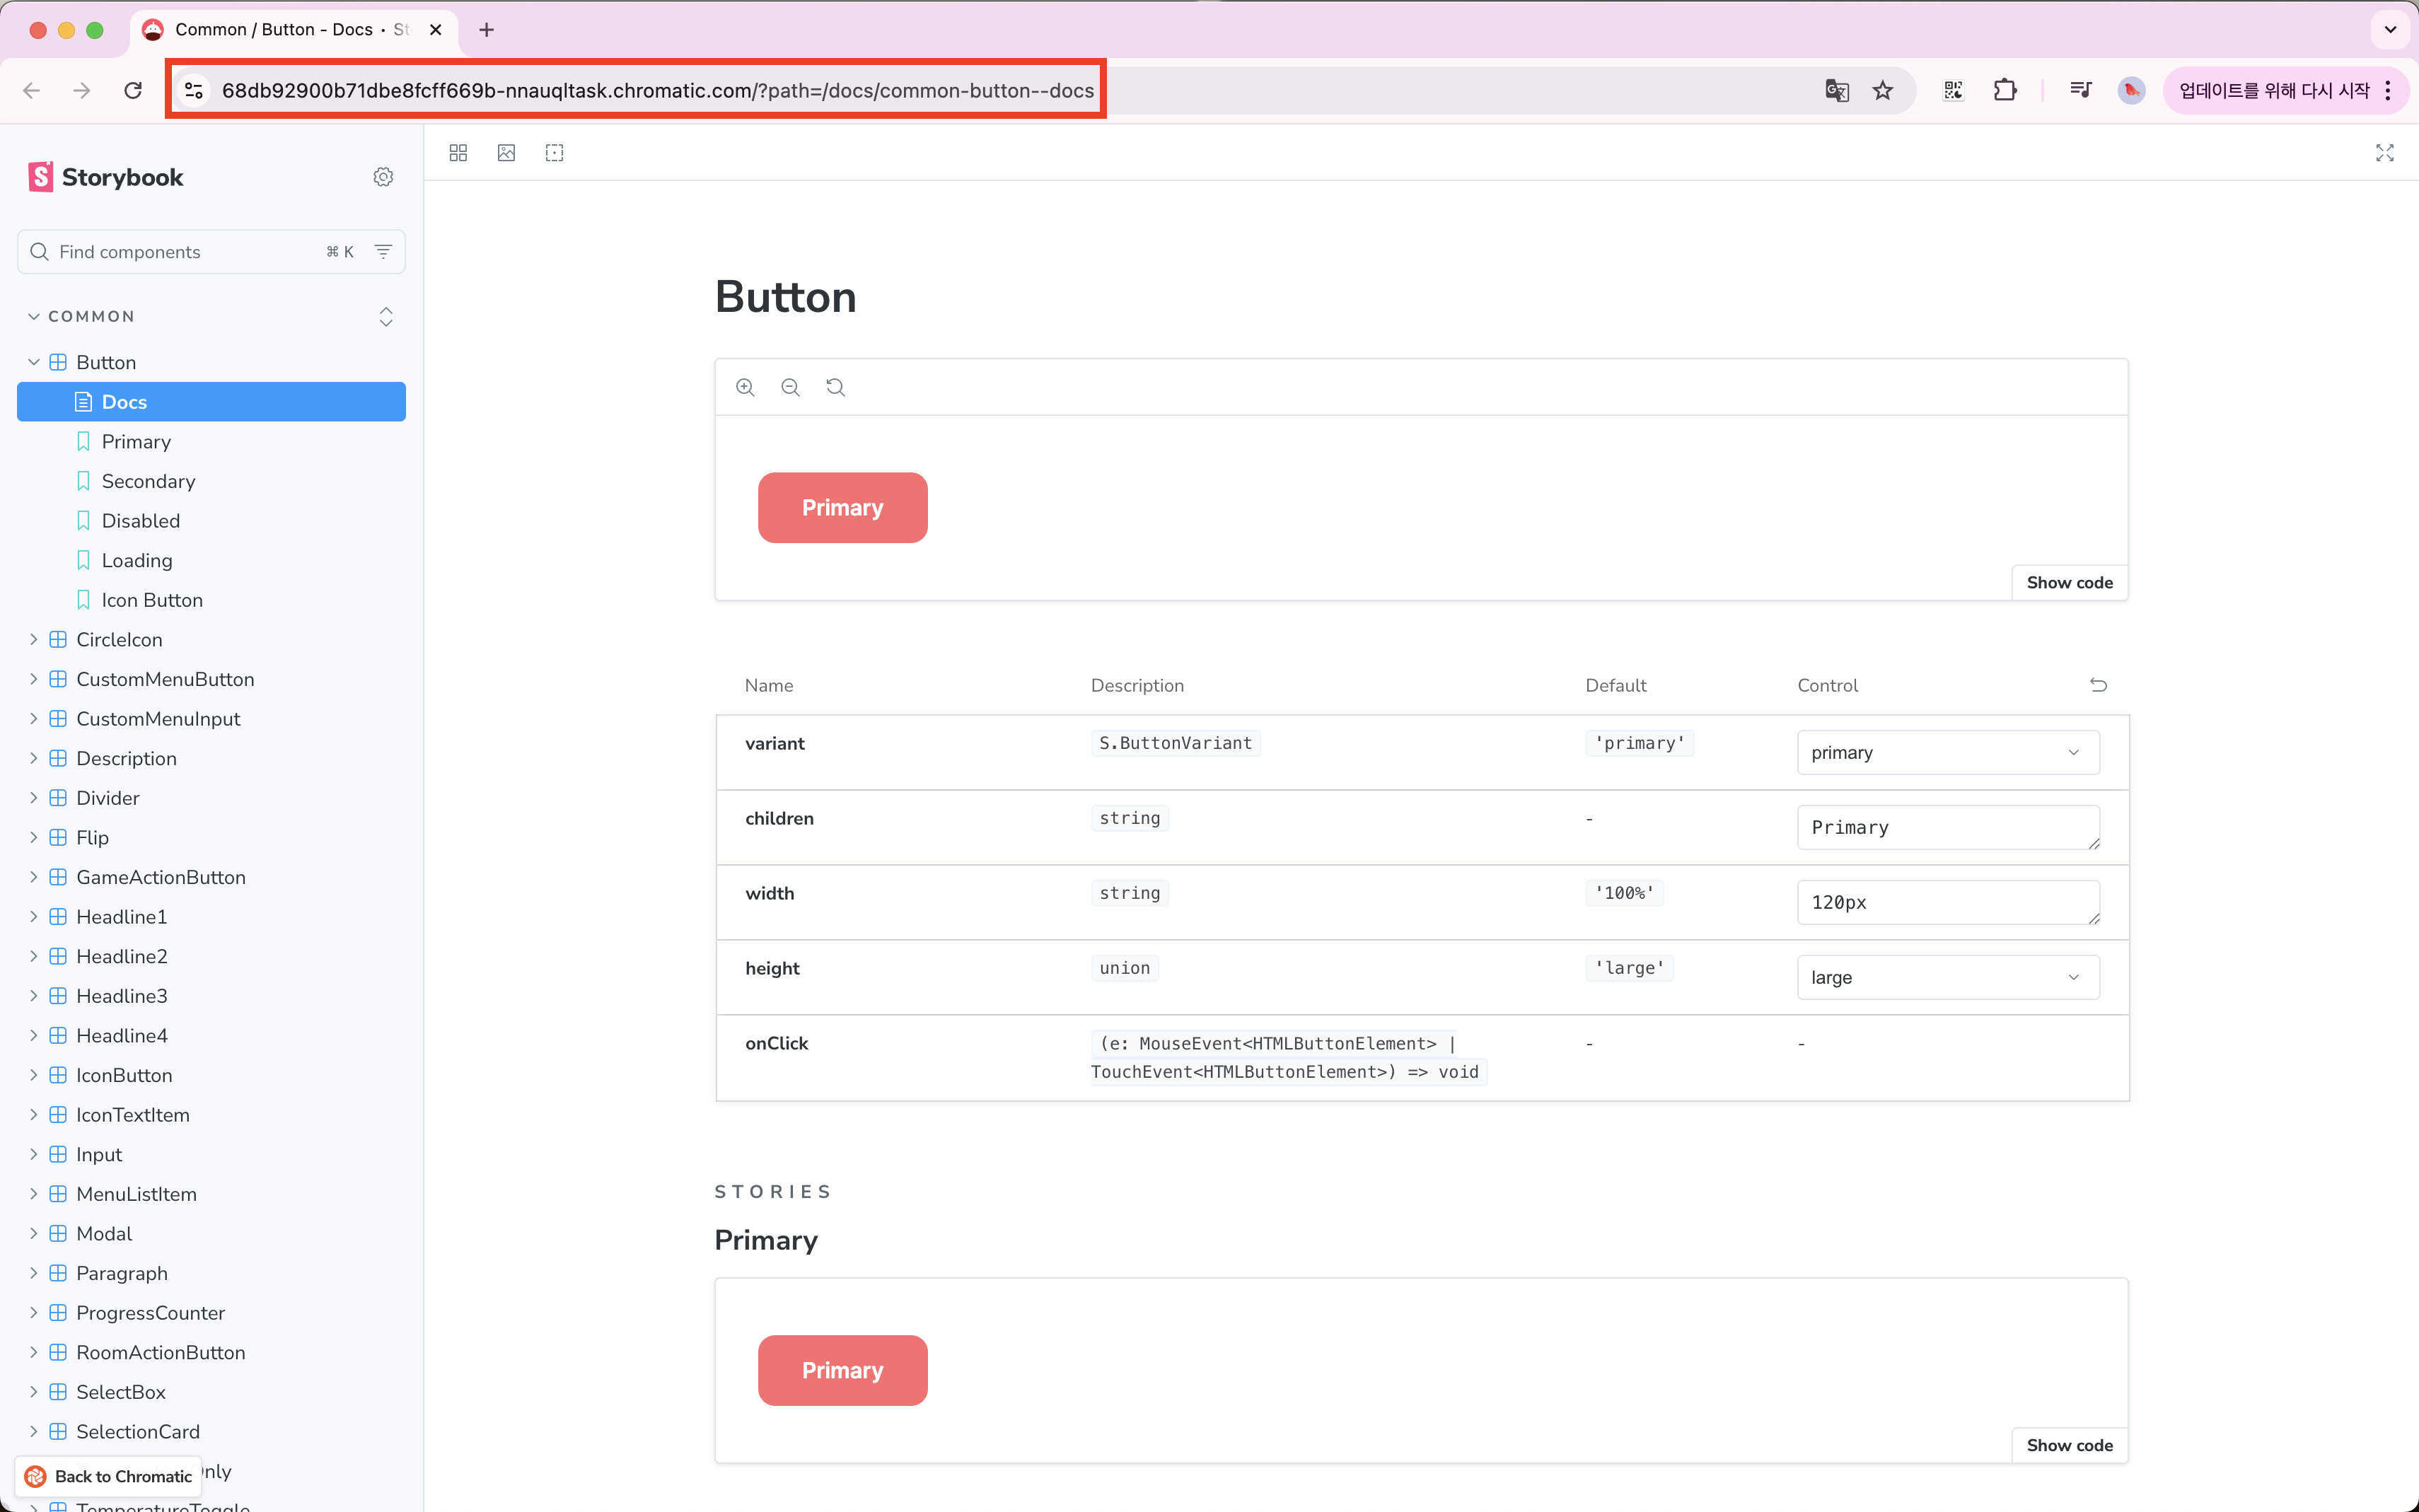 Common / Button - Docs · St
68db92900b71dbe8fcff669b-nnauqltask.chromatic.com/?path=/docs/common-button--docs
업데이트를 위해 다시 시작
Storybook
Find components
⌘ K
COMMON
Button
Docs
Primary
Secondary
Disabled
Loading
Icon Button
CircleIcon
CustomMenuButton
CustomMenuInput
Description
Divider
Flip
GameActionButton
Headline1
Headline2
Headline3
Headline4
IconButton
IconTextItem
Input
MenuListItem
Modal
Paragraph
ProgressCounter
RoomActionButton
SelectBox
SelectionCard
Only
Back to Chromatic
TemperatureToggle
Button
Primary
Show code
Name Description Default Control
variant S.ButtonVariant 'primary' primary
children string - Primary
width string '100%' 120px
height union 'large' large
onClick (e: MouseEvent<HTMLButtonElement> | - -
TouchEvent<HTMLButtonElement>) => void
STORIES
Primary
Primary
Show code